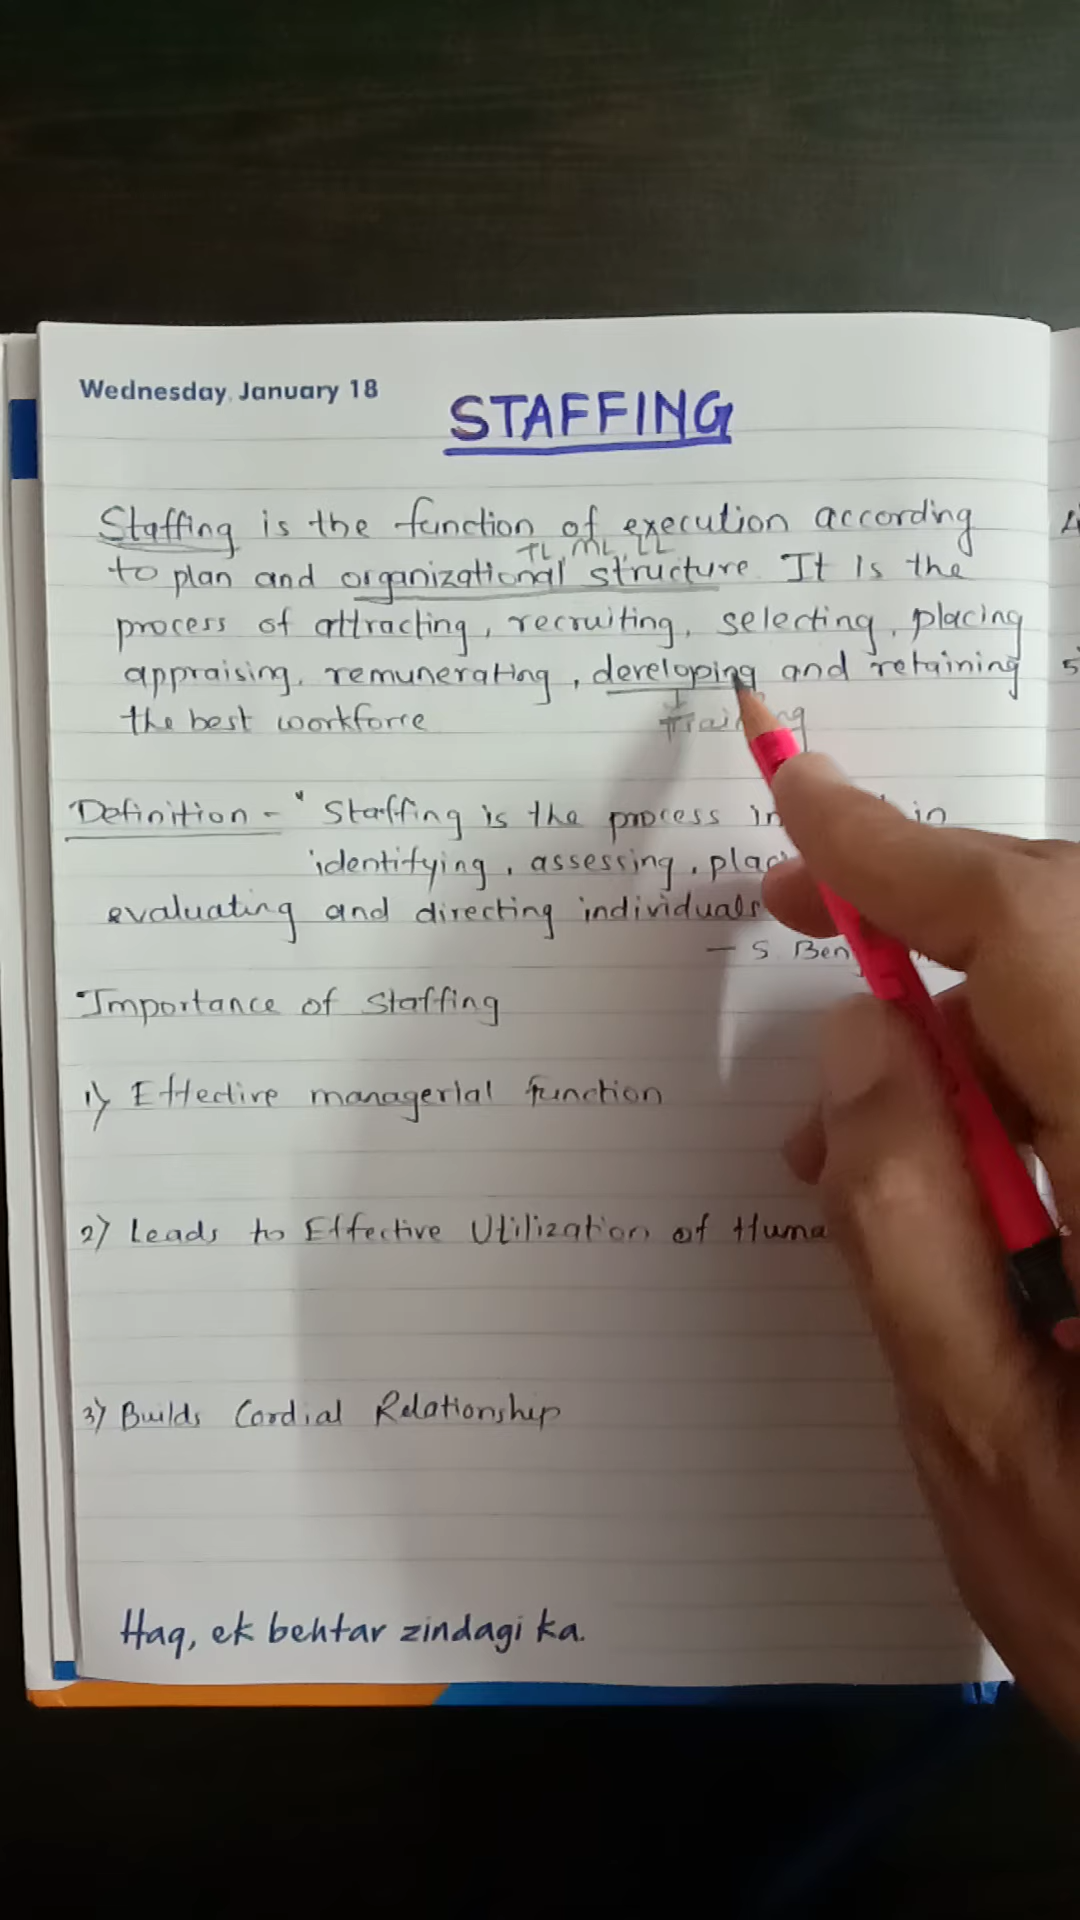 Wednesday, January 18
STAFFING
Staffing is the function of execution according
TL, ML, LL
to plan and organizational structure. It is the
process of attracting, recruiting, selecting, placing
appraising, remunerating, developing and retaining
the best workforce
Training
Definition - " Staffing is the process in
identifying, assessing,
evaluating and directing individuals
— S.
Importance of Staffing
1) Effective managerial function
2) Leads to Effective Utilization of
3) Builds Cordial Relationship
Haq, ek behtar zindagi ka.
5